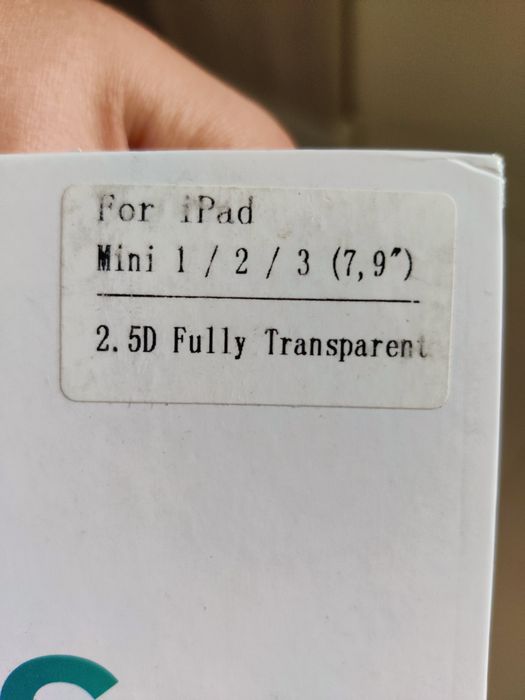 For iPad
Mini 1 / 2 / 3 (7,9″)
2.5D Fully Transparent